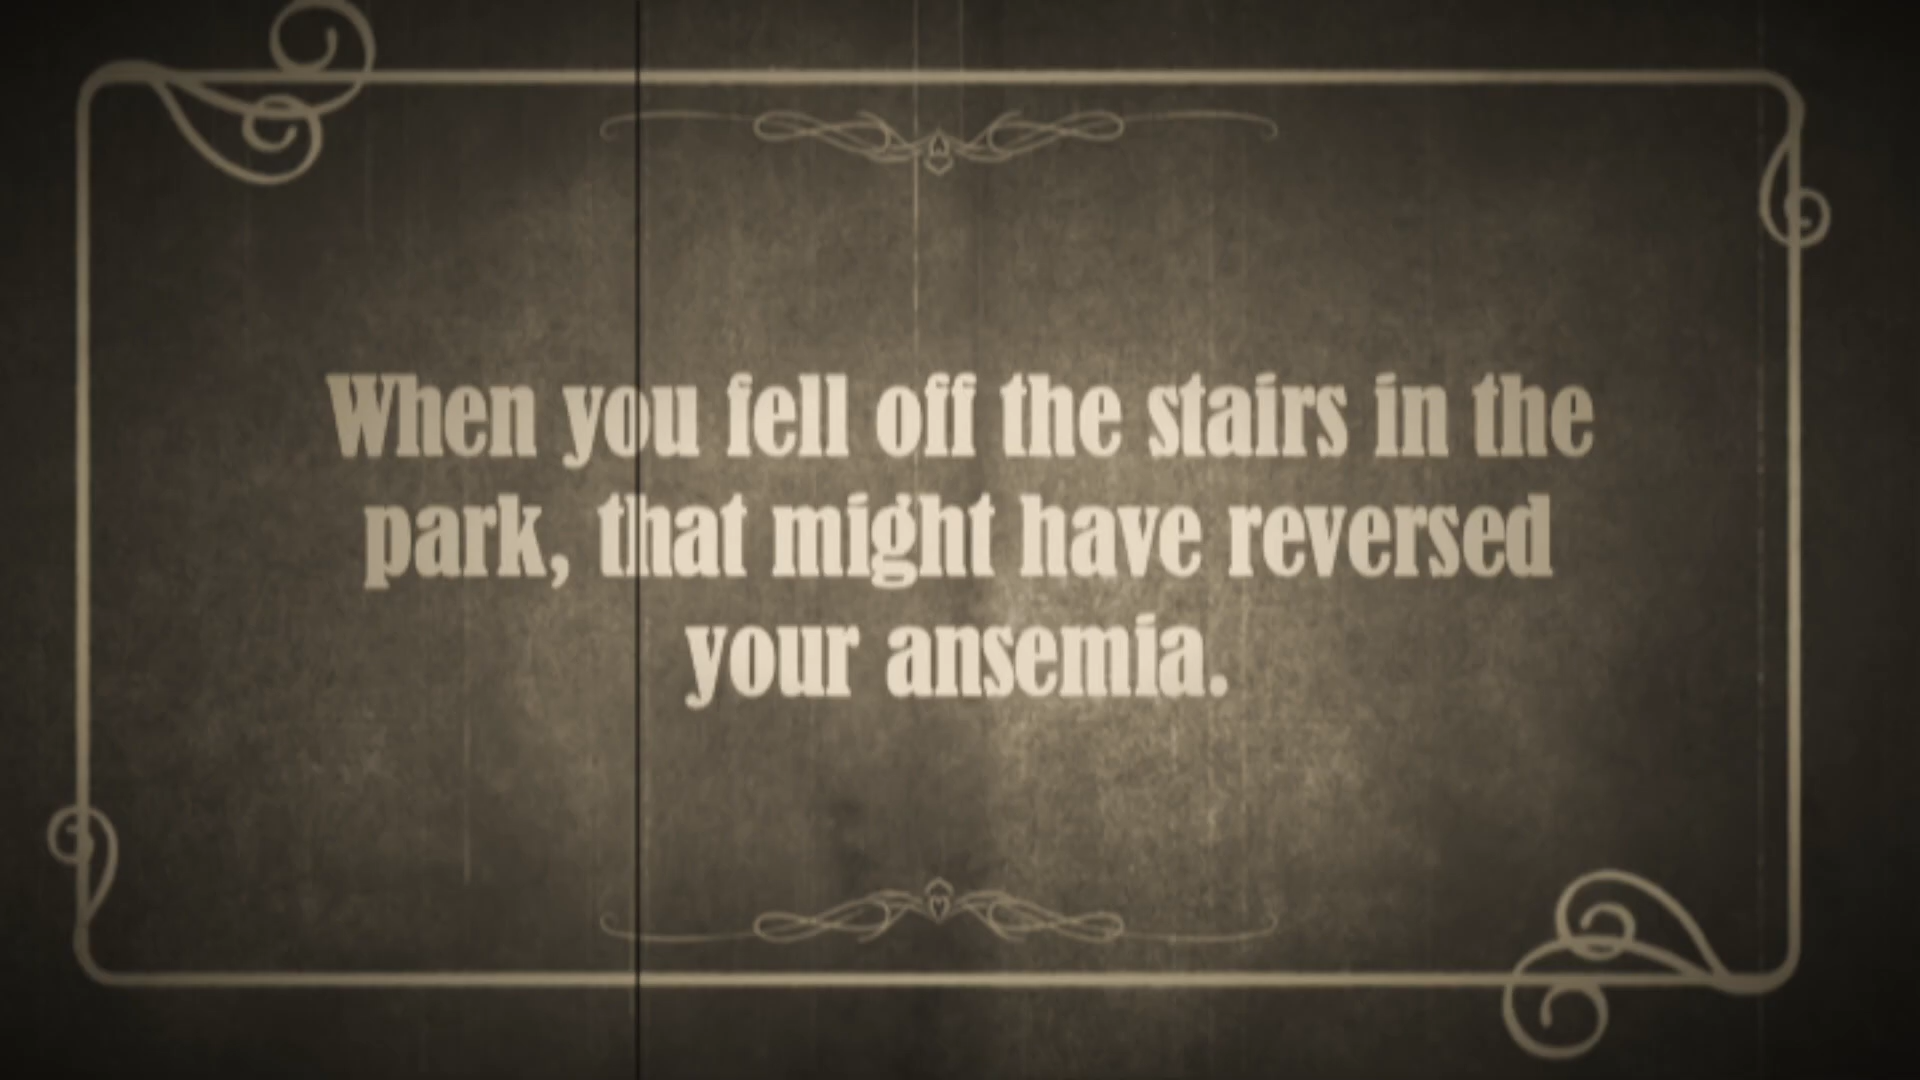 When you fell off the stairs in the
park, that might have reversed
your ansemia.